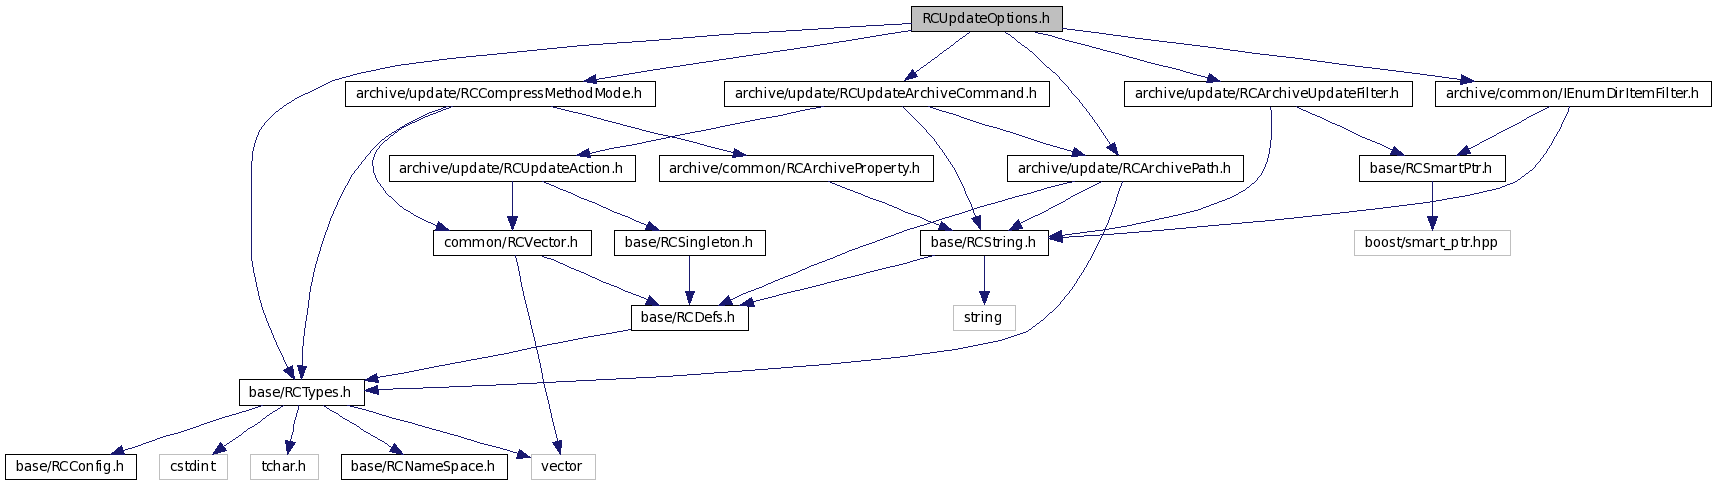 RCUpdateOptions.h
archive/update/RCCompressMethodMode.h
archive/update/RCUpdateArchiveCommand.h
archive/update/RCArchiveUpdateFilter.h
archive/common/IEnumDirItemFilter.h
archive/update/RCUpdateAction.h
archive/common/RCArchiveProperty.h
archive/update/RCArchivePath.h
base/RCSmartPtr.h
common/RCVector.h
base/RCSingleton.h
base/RCString.h
boost/smart_ptr.hpp
base/RCDefs.h
string
base/RCTypes.h
base/RCConfig.h
cstdint
tchar.h
base/RCNameSpace.h
vector